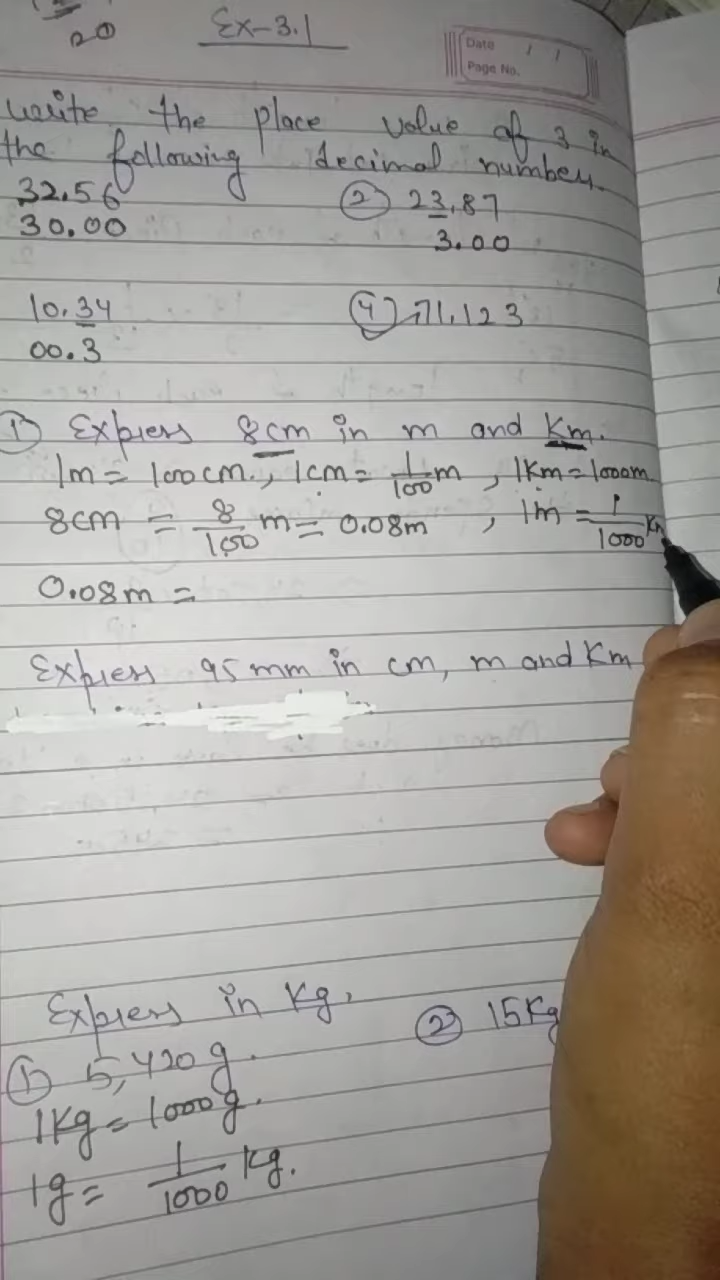 20
Ex-3.1
Date / /
Page No.
write the place value of 3 in
the following decimal number.
32.56 (2) 23.87
30.00 3.00
10.34 (4) 71.123
00.3
(1) Express 8cm in m and Km.
1m = 100cm., 1cm = 1/100 m , 1Km = 1000m
8cm = 8/100 m = 0.08m , 1m = 1/1000 Km
0.08m =
Express 95mm in cm, m and Km
Express in Kg.
(1) 5,420g. (2) 15Kg
1Kg = 1000g.
1g = 1/1000 kg.